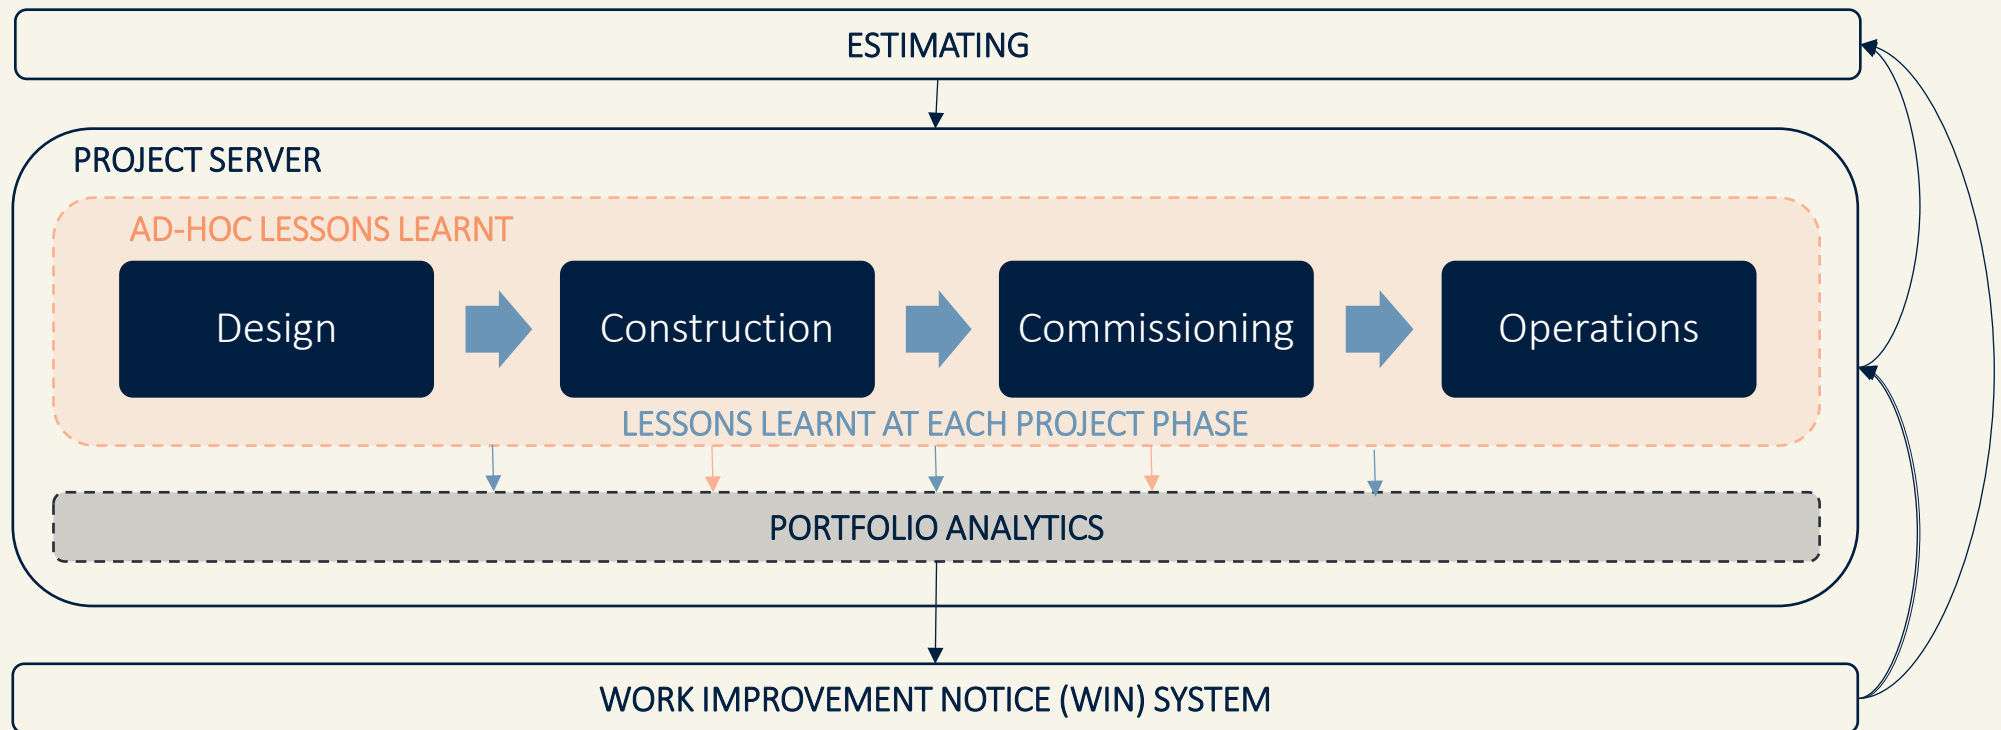 ESTIMATING
PROJECT SERVER
AD-HOC LESSONS LEARNT
Design
Construction
Commissioning
Operations
LESSONS LEARNT AT EACH PROJECT PHASE
PORTFOLIO ANALYTICS
WORK IMPROVEMENT NOTICE (WIN) SYSTEM